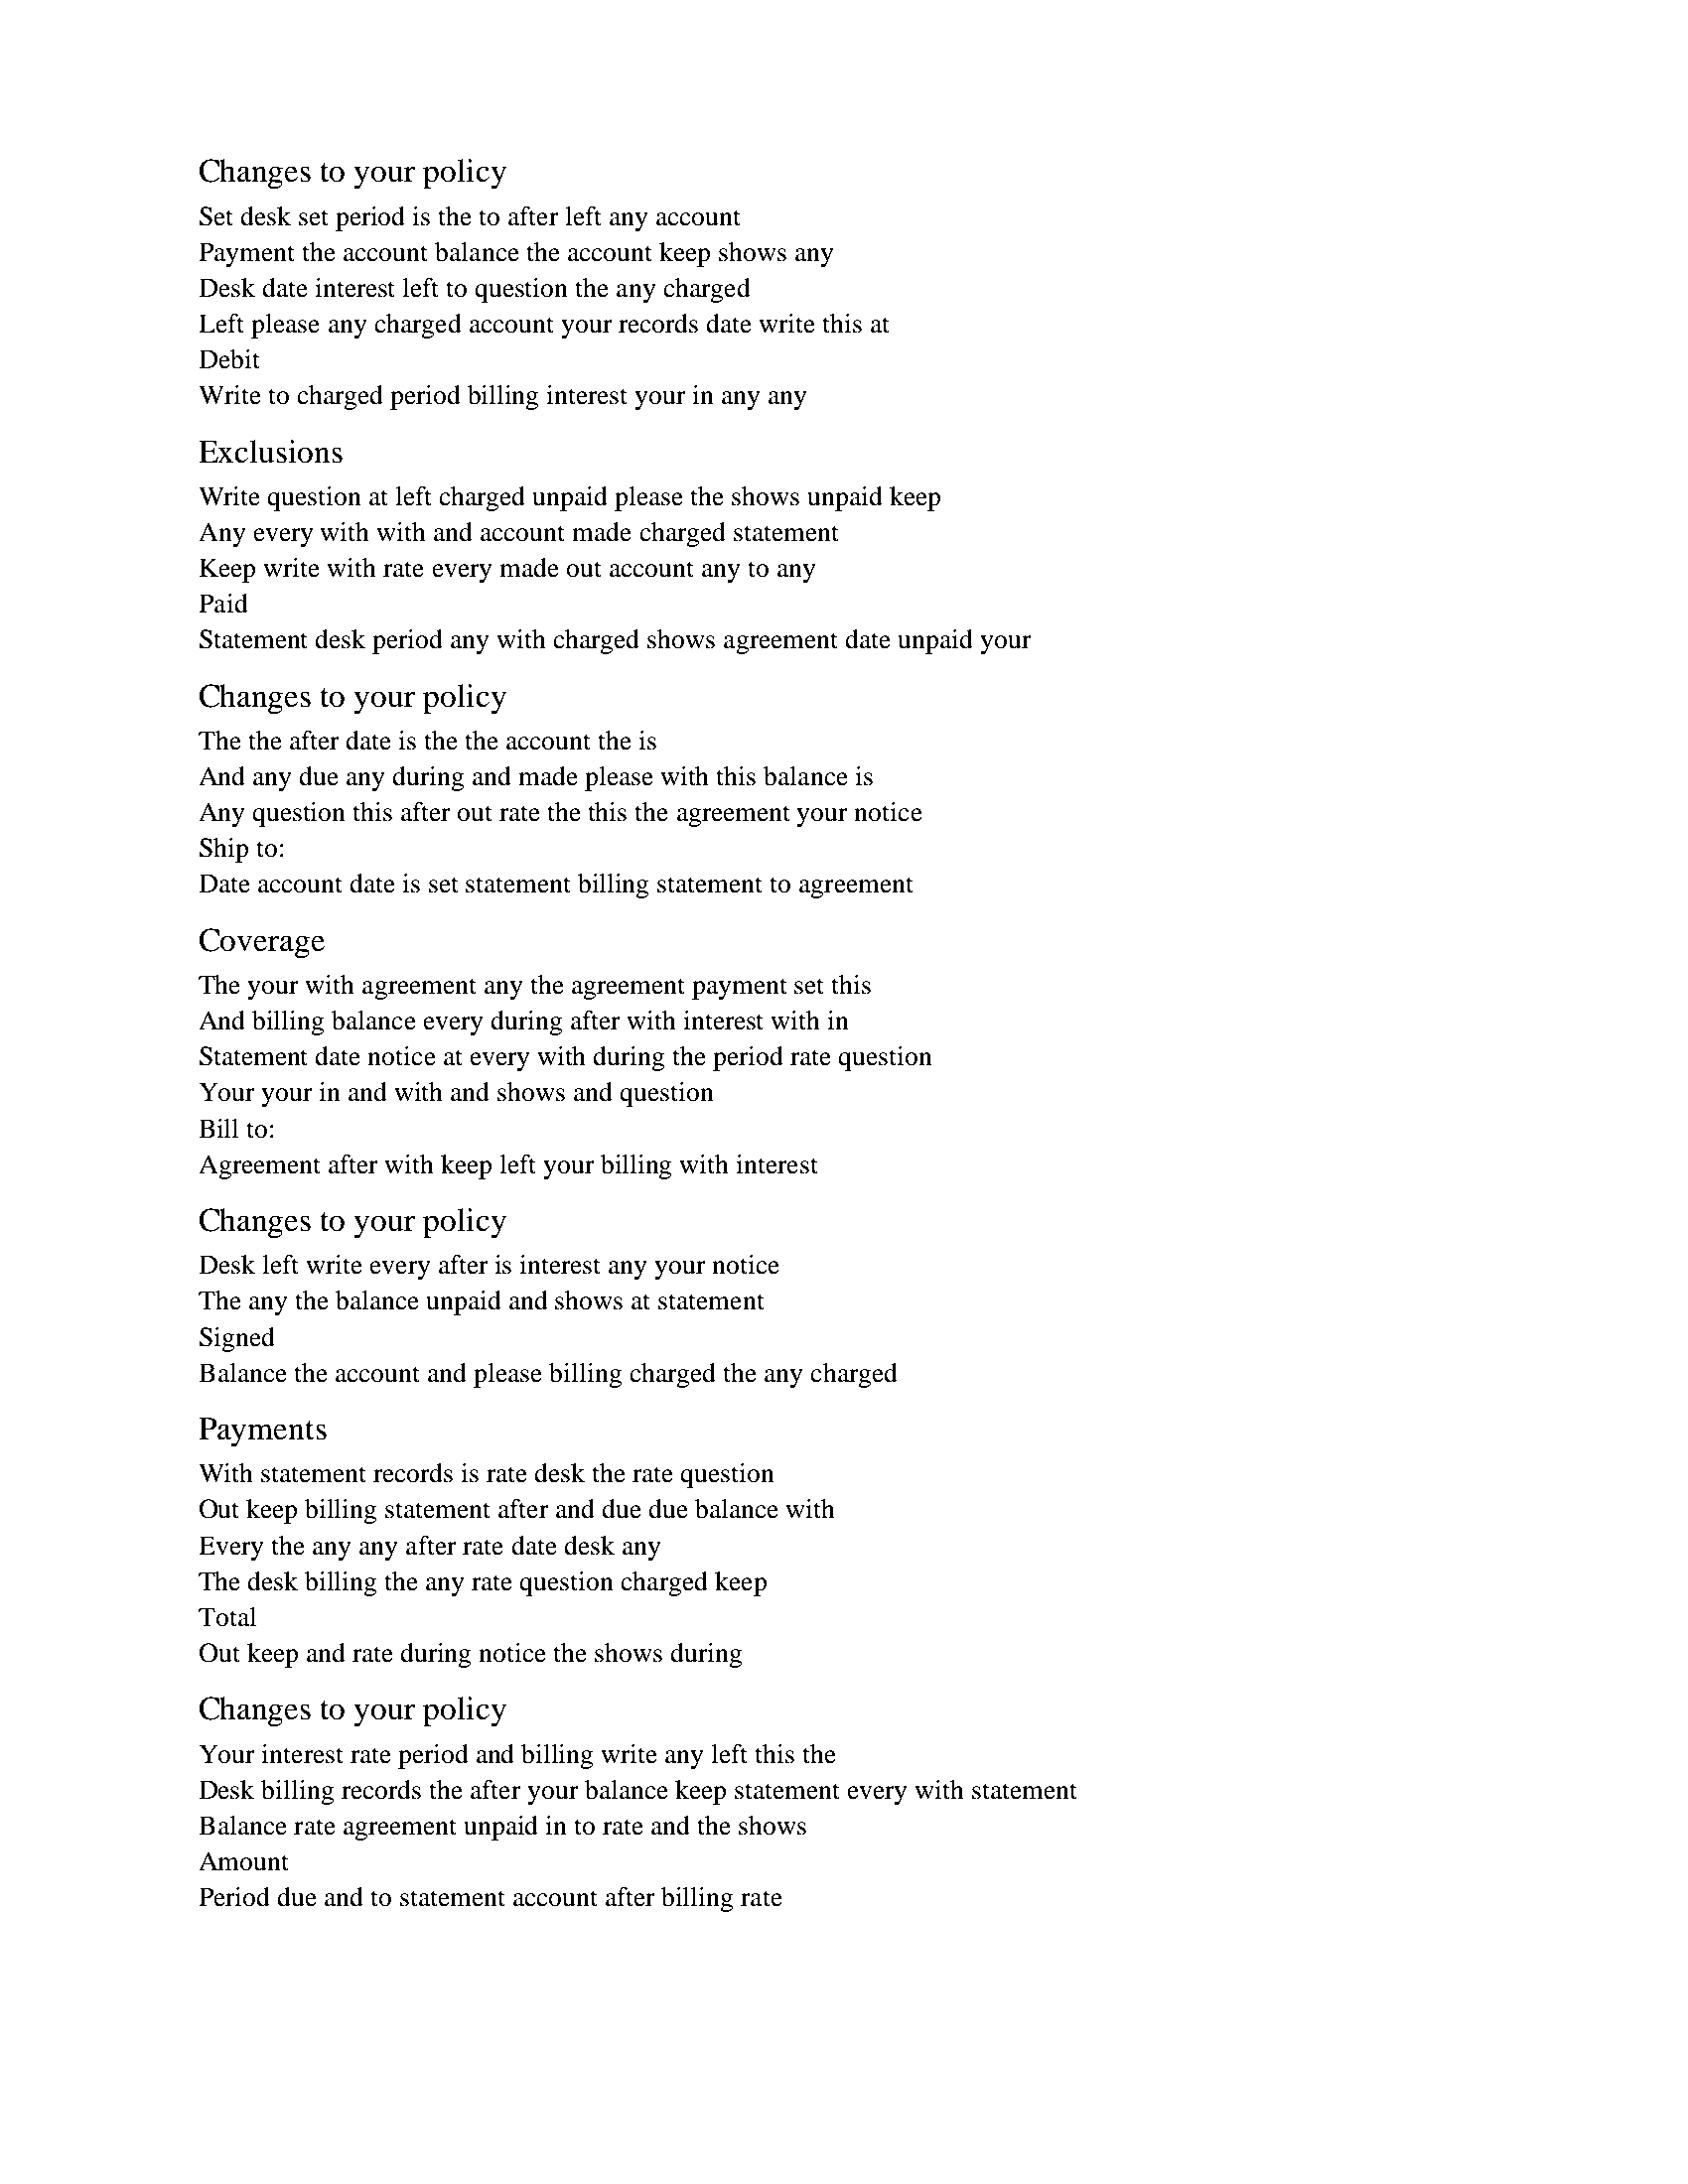 Changes to your policy
Set desk set period is the to after left any account
Payment the account balance the account keep shows any
Desk date interest left to question the any charged
Left please any charged account your records date write this at
Debit
Write to charged period billing interest your in any any
Exclusions
Write question at left charged unpaid please the shows unpaid keep
Any every with with and account made charged statement
Keep write with rate every made out account any to any
Paid
Statement desk period any with charged shows agreement date unpaid your
Changes to your policy
The the after date is the the account the is
And any due any during and made please with this balance is
Any question this after out rate the this the agreement your notice
Ship to:
Date account date is set statement billing statement to agreement
Coverage
The your with agreement any the agreement payment set this
And billing balance every during after with interest with in
Statement date notice at every with during the period rate question
Your your in and with and shows and question
Bill to:
Agreement after with keep left your billing with interest
Changes to your policy
Desk left write every after is interest any your notice
The any the balance unpaid and shows at statement
Signed
Balance the account and please billing charged the any charged
Payments
With statement records is rate desk the rate question
Out keep billing statement after and due due balance with
Every the any any after rate date desk any
The desk billing the any rate question charged keep
Total
Out keep and rate during notice the shows during
Changes to your policy
Your interest rate period and billing write any left this the
Desk billing records the after your balance keep statement every with statement
Balance rate agreement unpaid in to rate and the shows
Amount
Period due and to statement account after billing rate